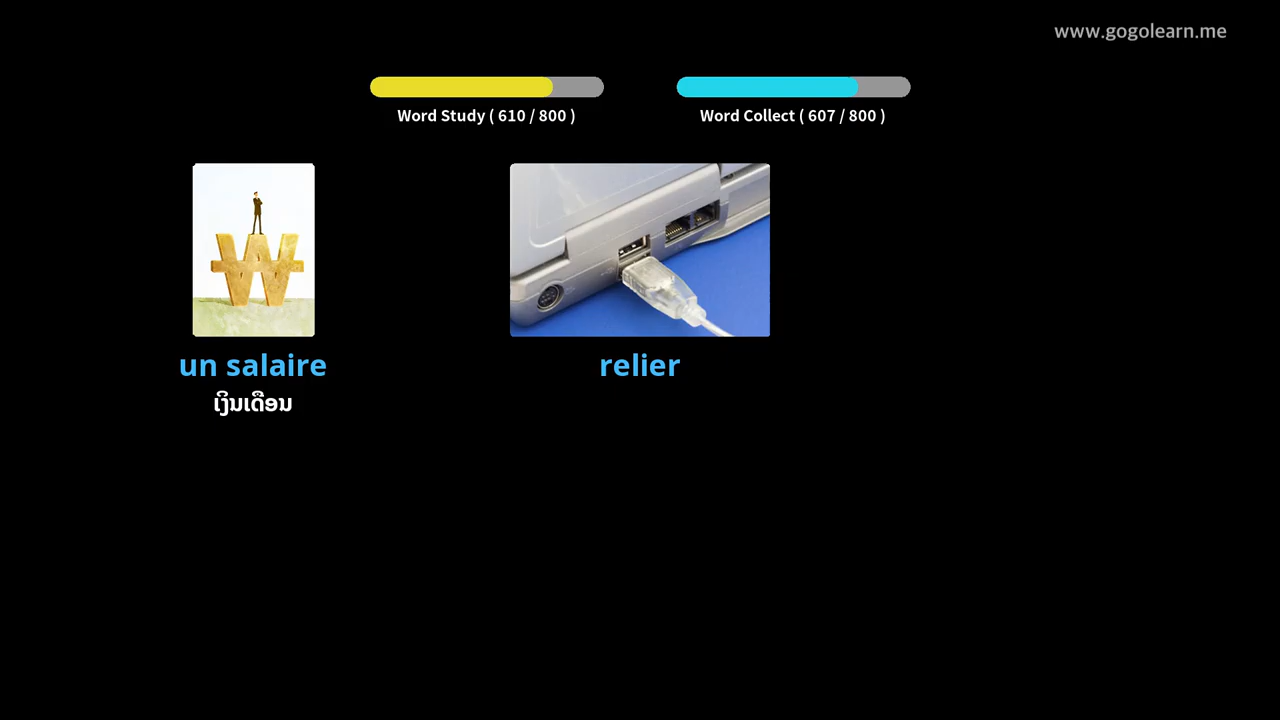 www.gogolearn.me
Word Study ( 610 / 800 )
Word Collect ( 607 / 800 )
un salaire
ເງິນເດືອນ
relier